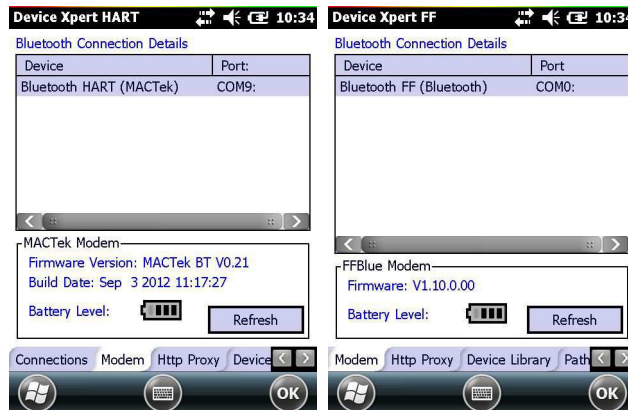 Device Xpert HART 10:34
Bluetooth Connection Details
Device Port:
Bluetooth HART (MACTek) COM9:
MACTek Modem
Firmware Version: MACTek BT V0.21
Build Date: Sep 3 2012 11:17:27
Battery Level:
Refresh
Connections Modem Http Proxy Device
OK
Device Xpert FF 10:34
Bluetooth Connection Details
Device Port
Bluetooth FF (Bluetooth) COM0:
FFBlue Modem
Firmware: V1.10.0.00
Battery Level:
Refresh
Modem Http Proxy Device Library Path
OK